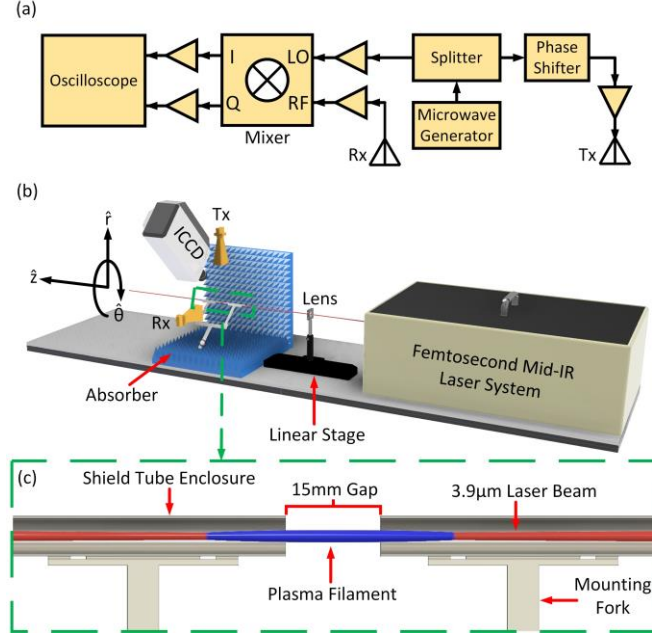 (a)
Oscilloscope
I
Q
LO
RF
Mixer
Splitter
Phase
Shifter
Microwave
Generator
Rx
Tx
(b)
r̂
ẑ
θ̂
ICCD
Tx
Rx
Lens
Femtosecond Mid-IR
Laser System
Absorber
Linear Stage
(c)
Shield Tube Enclosure
15mm Gap
3.9μm Laser Beam
Plasma Filament
Mounting
Fork